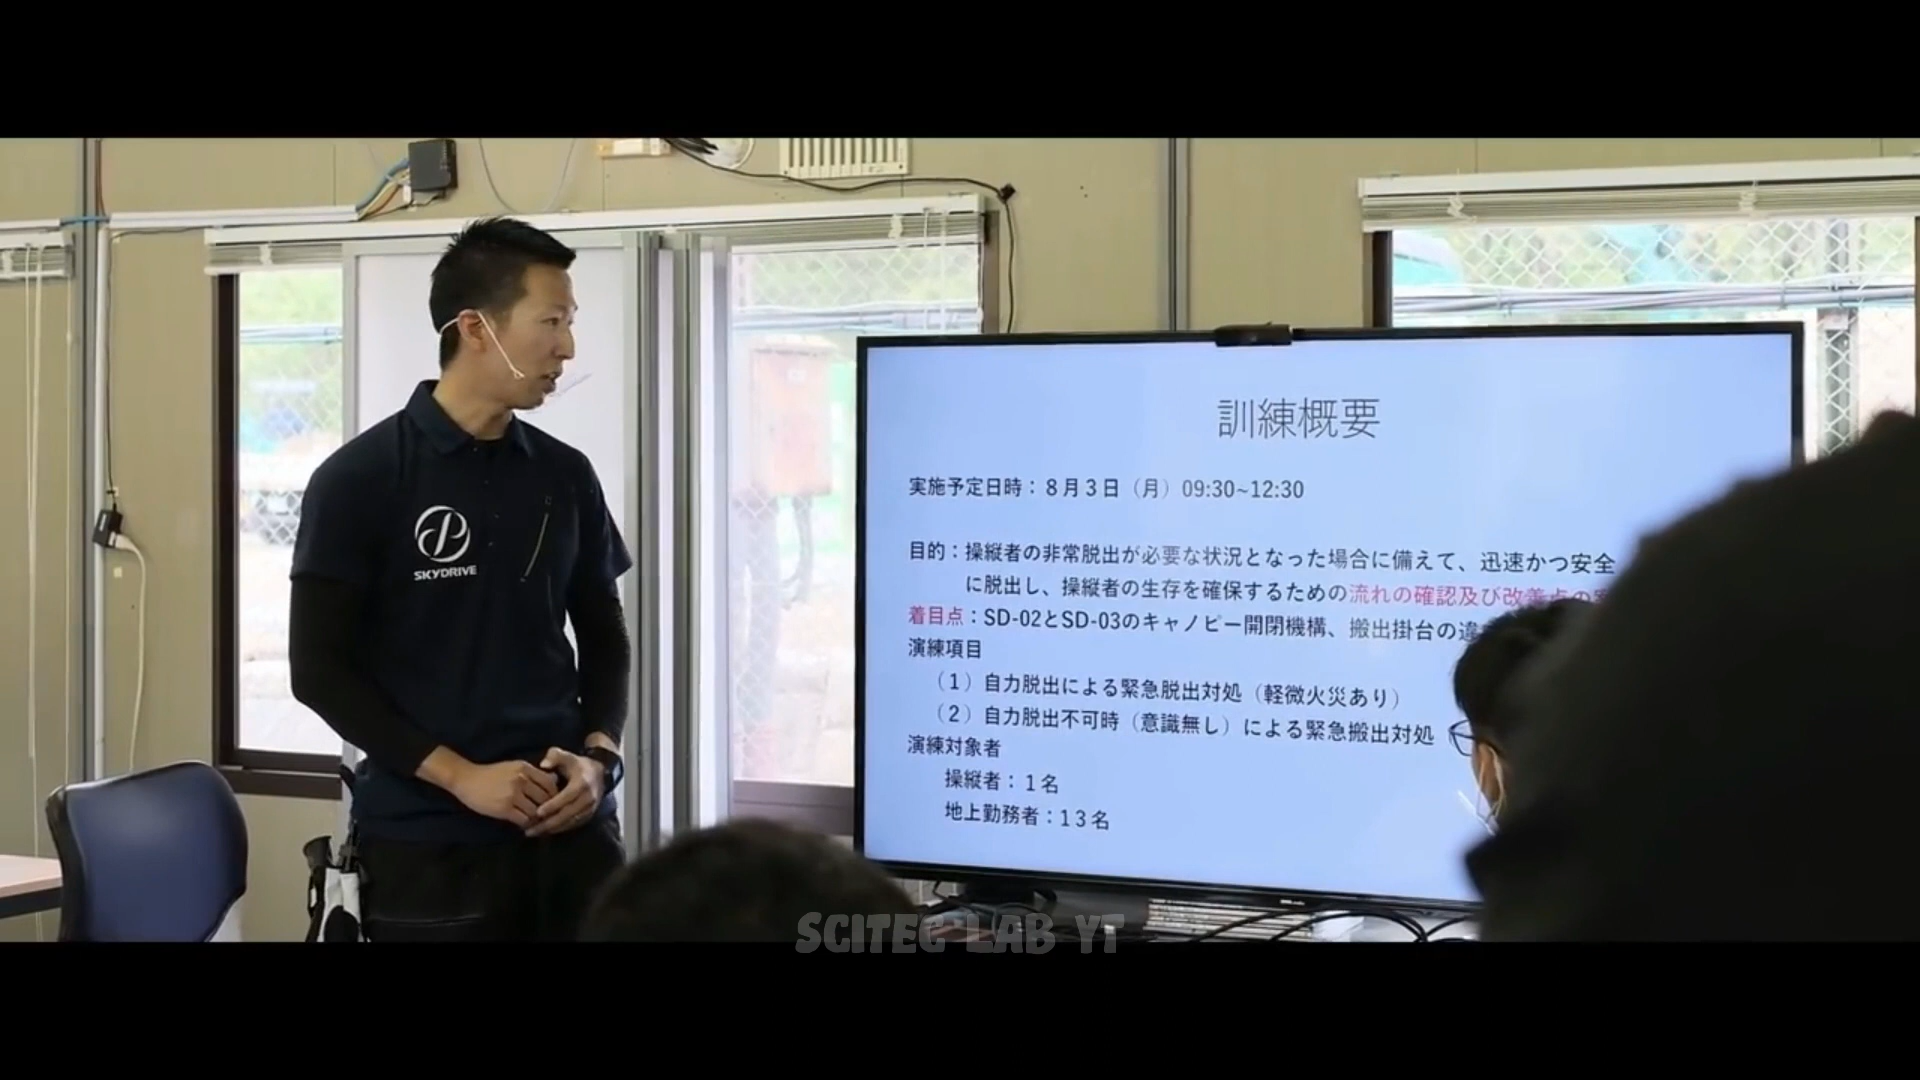 訓練概要
実施予定日時：８月３日（月）09:30~12:30
目的：操縦者の非常脱出が必要な状況となった場合に備えて、迅速かつ安全
に脱出し、操縦者の生存を確保するための流れの確認及び改善点の
着目点：SD-02とSD-03のキャノピー開閉機構、搬出掛台の違
演練項目
（１）自力脱出による緊急脱出対処（軽微火災あり）
（２）自力脱出不可時（意識無し）による緊急搬出対処
演練対象者
操縦者：１名
地上勤務者：１３名
SKYDRIVE
SCITEC LAB YT